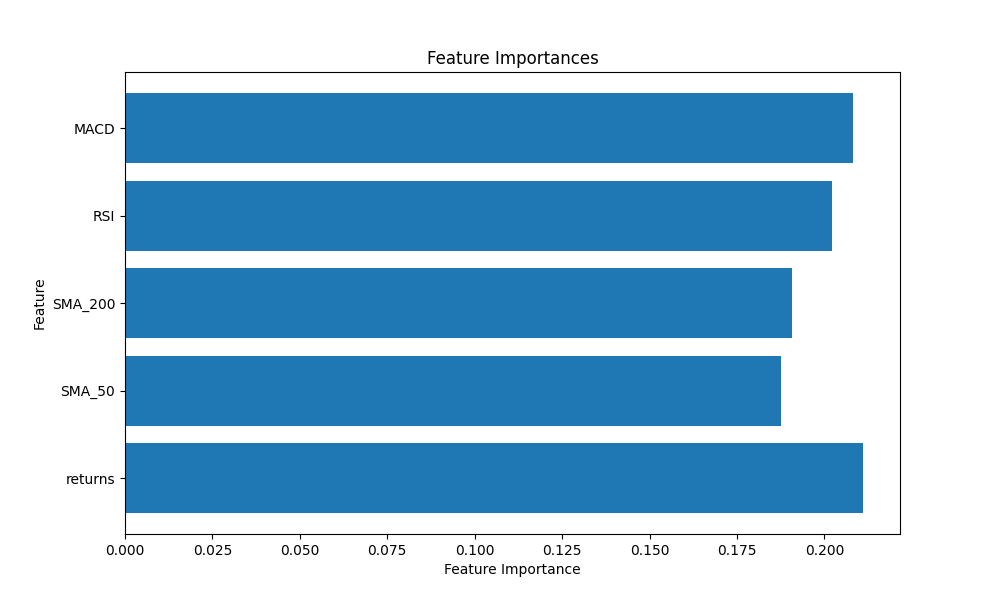 Feature Importances
MACD
RSI
SMA_200
SMA_50
returns
Feature
0.000 0.025 0.050 0.075 0.100 0.125 0.150 0.175 0.200
Feature Importance